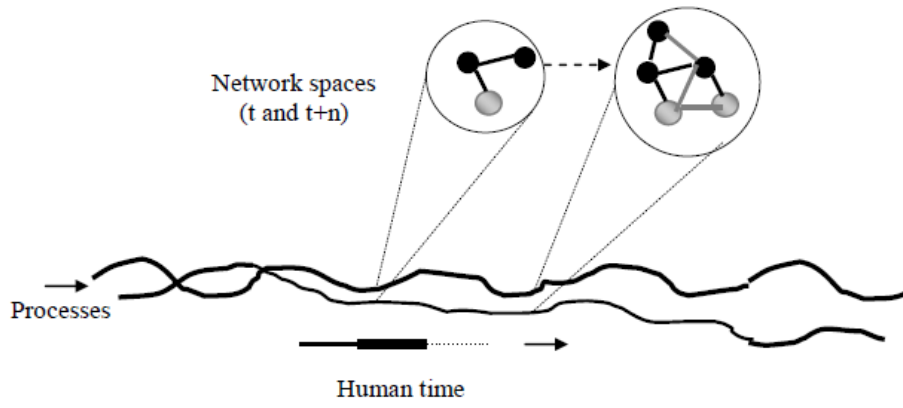 Network spaces
(t and t+n)
Processes
Human time